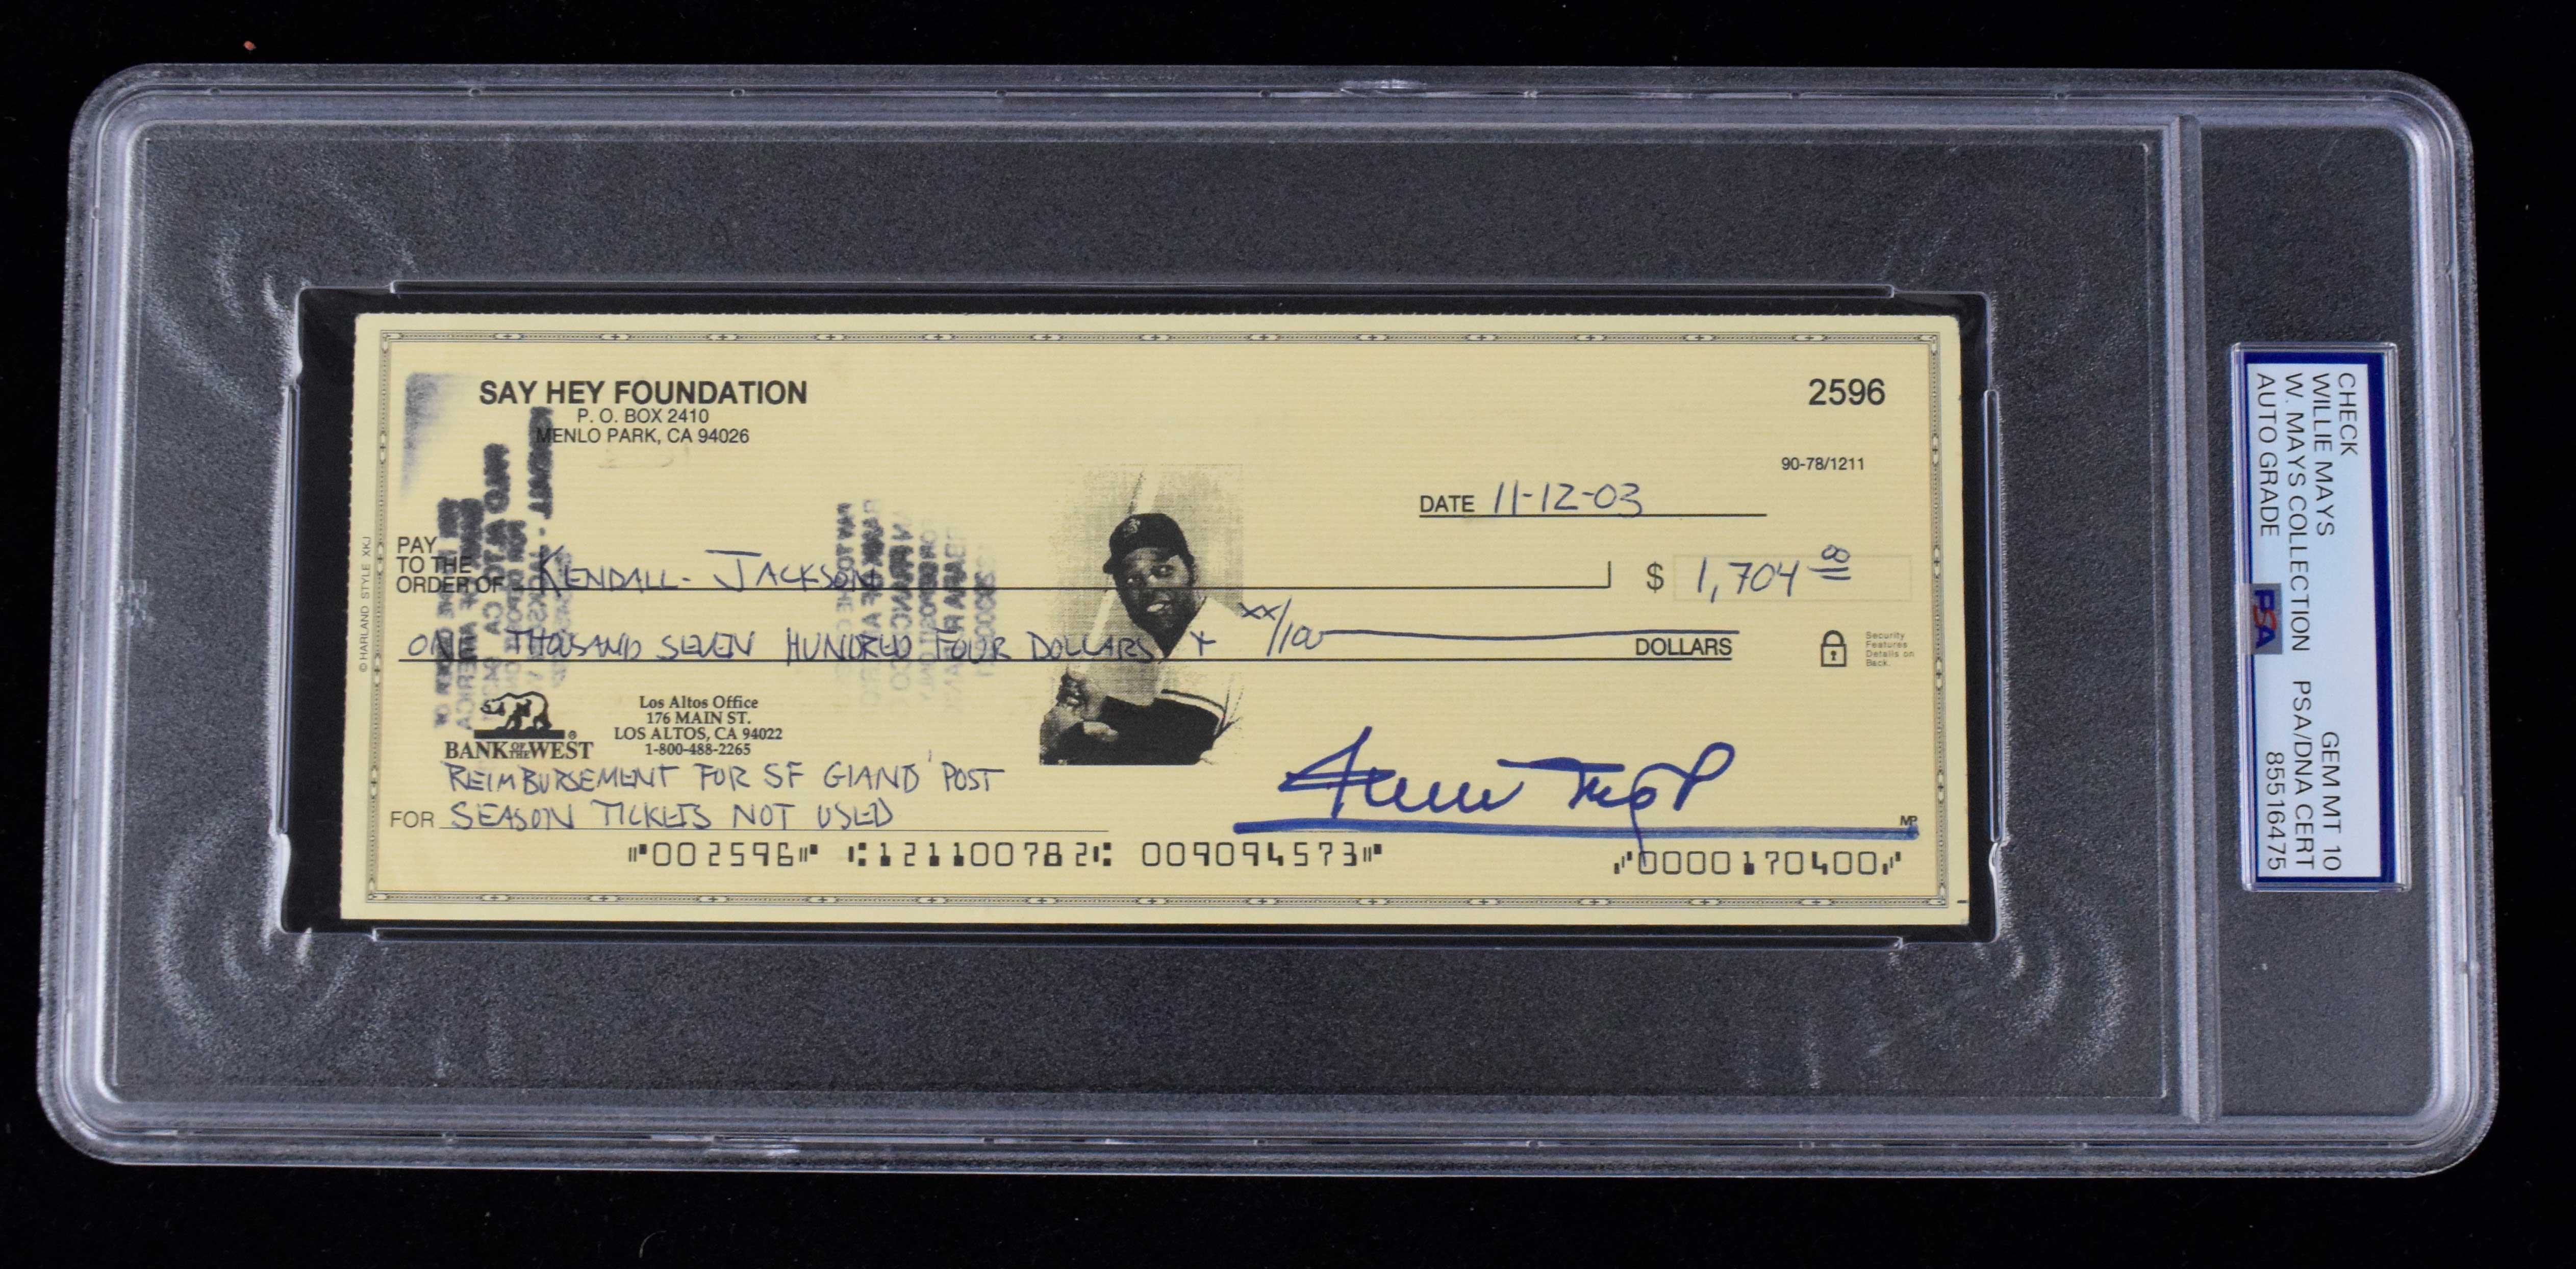 SAY HEY FOUNDATION
P. O. BOX 2410
MENLO PARK, CA 94026
2596
90-78/1211
DATE 11-12-03
PAY
TO THE
ORDER OF KENDALL - JACKSON $ 1,704 00
ONE THOUSAND SEVEN HUNDRED FOUR DOLLARS + XX/100 DOLLARS
Security
Features
Details on
Back.
© HARLAND STYLE XKJ
BANK OF THE WEST ®
Los Altos Office
176 MAIN ST.
LOS ALTOS, CA 94022
1-800-488-2265
REIMBURSEMENT FOR SF GIAND' POST
FOR SEASON TICKETS NOT USED
Willie Mays
MP
⑈002596⑈ ⑆121100782⑆ 009094573⑈ ⑇0000170400⑇
CHECK
WILLIE MAYS GEM MT 10
W. MAYS COLLECTION PSA/DNA CERT
AUTO GRADE PSA 85516475